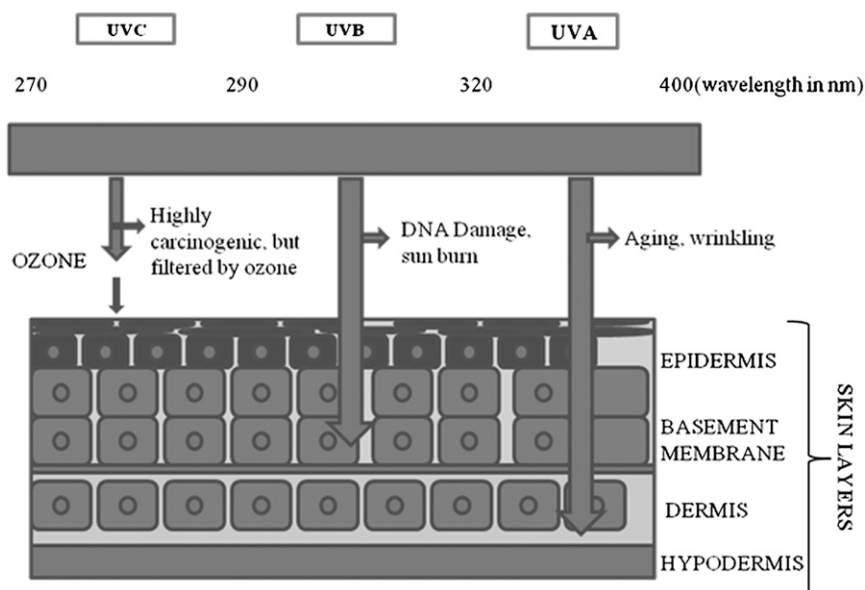 UVC UVB UVA
270 290 320 400(wavelength in nm)
Highly
carcinogenic, but
filtered by ozone
OZONE
DNA Damage,
sun burn
Aging, wrinkling
EPIDERMIS
BASEMENT
MEMBRANE
DERMIS
HYPODERMIS
SKIN LAYERS